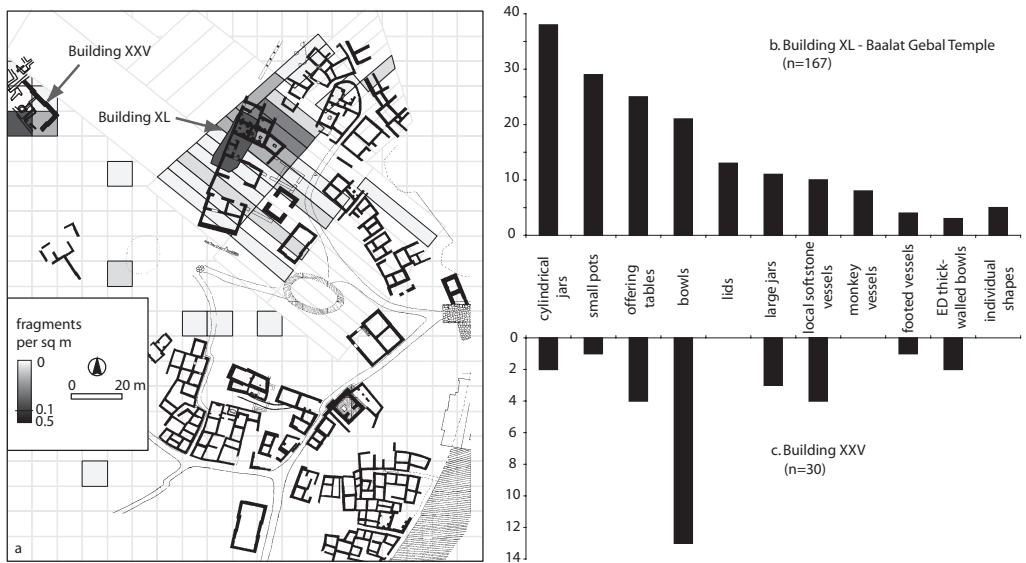 Building XXV
Building XL
fragments
per sq m
0
0.1
0.5
0 20 m
a
40
30
20
10
0
b. Building XL - Baalat Gebal Temple
(n=167)
cylindrical
jars
small pots
offering
tables
bowls
lids
large jars
local softstone
vessels
monkey
vessels
footed vessels
ED thick-
walled bowls
individual
shapes
0
2
4
6
8
10
12
14
c. Building XXV
(n=30)